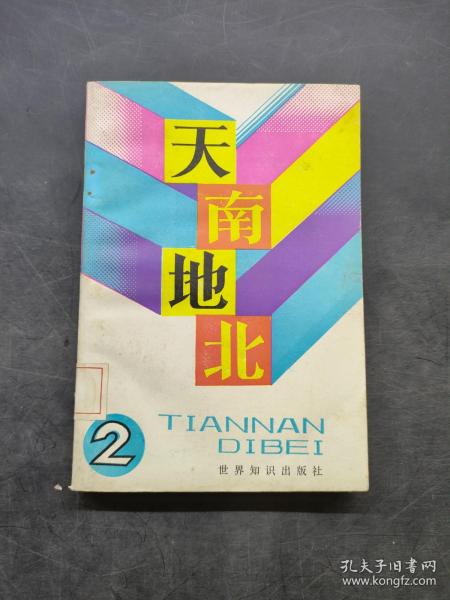 天
南
地
北
TIANNAN
DIBEI
2
世界知识出版社
孔夫子旧书网
www.kongfz.com